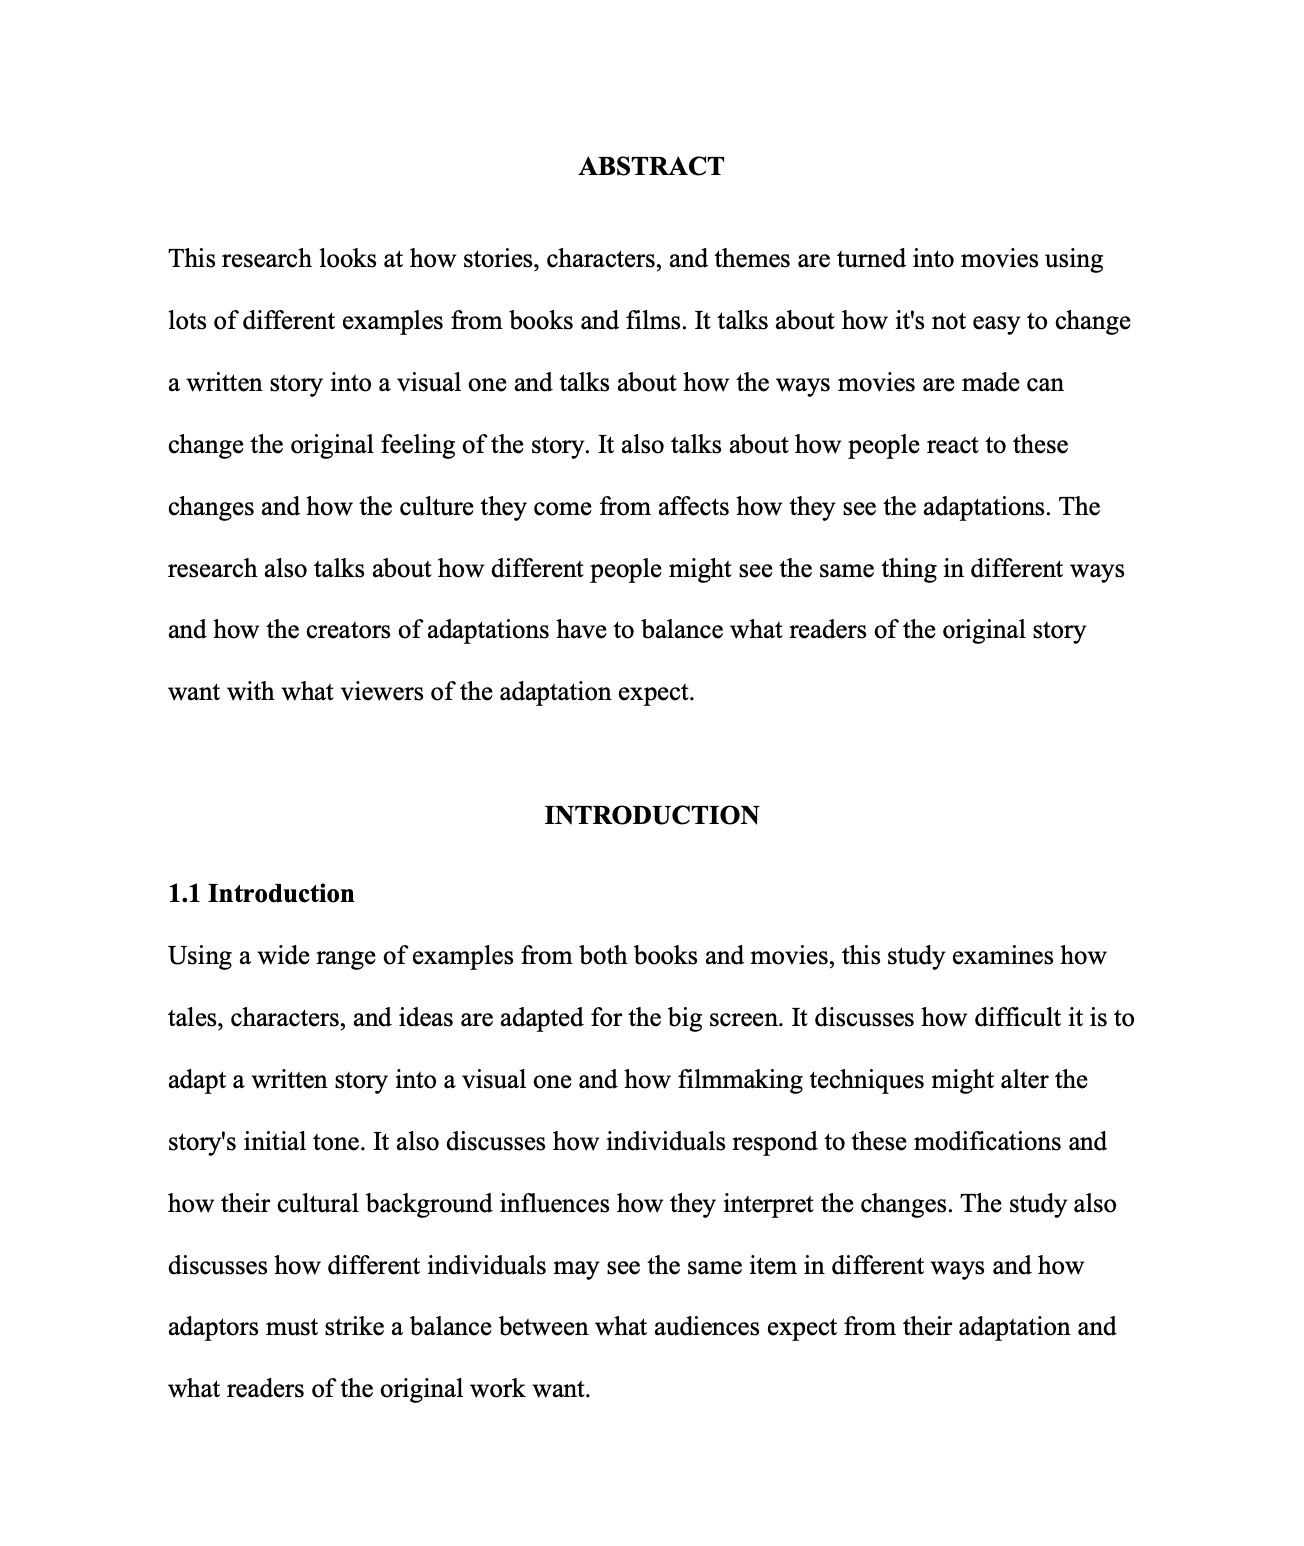 ABSTRACT
This research looks at how stories, characters, and themes are turned into movies using
lots of different examples from books and films. It talks about how it's not easy to change
a written story into a visual one and talks about how the ways movies are made can
change the original feeling of the story. It also talks about how people react to these
changes and how the culture they come from affects how they see the adaptations. The
research also talks about how different people might see the same thing in different ways
and how the creators of adaptations have to balance what readers of the original story
want with what viewers of the adaptation expect.
INTRODUCTION
1.1 Introduction
Using a wide range of examples from both books and movies, this study examines how
tales, characters, and ideas are adapted for the big screen. It discusses how difficult it is to
adapt a written story into a visual one and how filmmaking techniques might alter the
story's initial tone. It also discusses how individuals respond to these modifications and
how their cultural background influences how they interpret the changes. The study also
discusses how different individuals may see the same item in different ways and how
adaptors must strike a balance between what audiences expect from their adaptation and
what readers of the original work want.